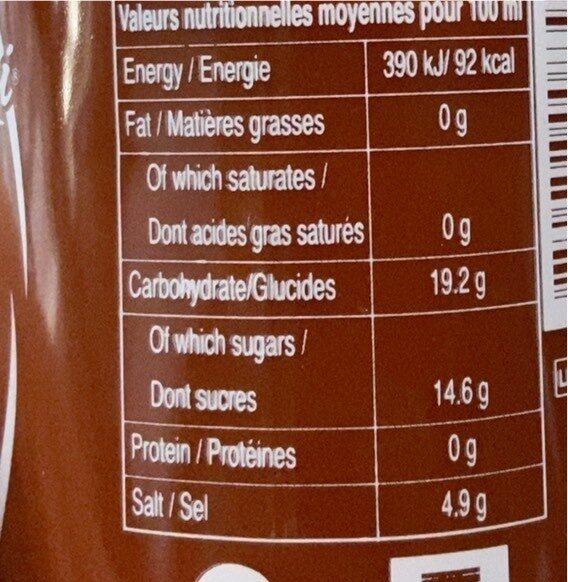 Valeurs nutritionnelles moyennes pour 100 ml
Energy / Energie 390 kJ/ 92 kcal
Fat / Matières grasses 0 g
Of which saturates /
Dont acides gras saturés 0 g
Carbohydrate/Glucides 19.2 g
Of which sugars /
Dont sucres 14.6 g
Protein / Protéines 0 g
Salt / Sel 4.9 g